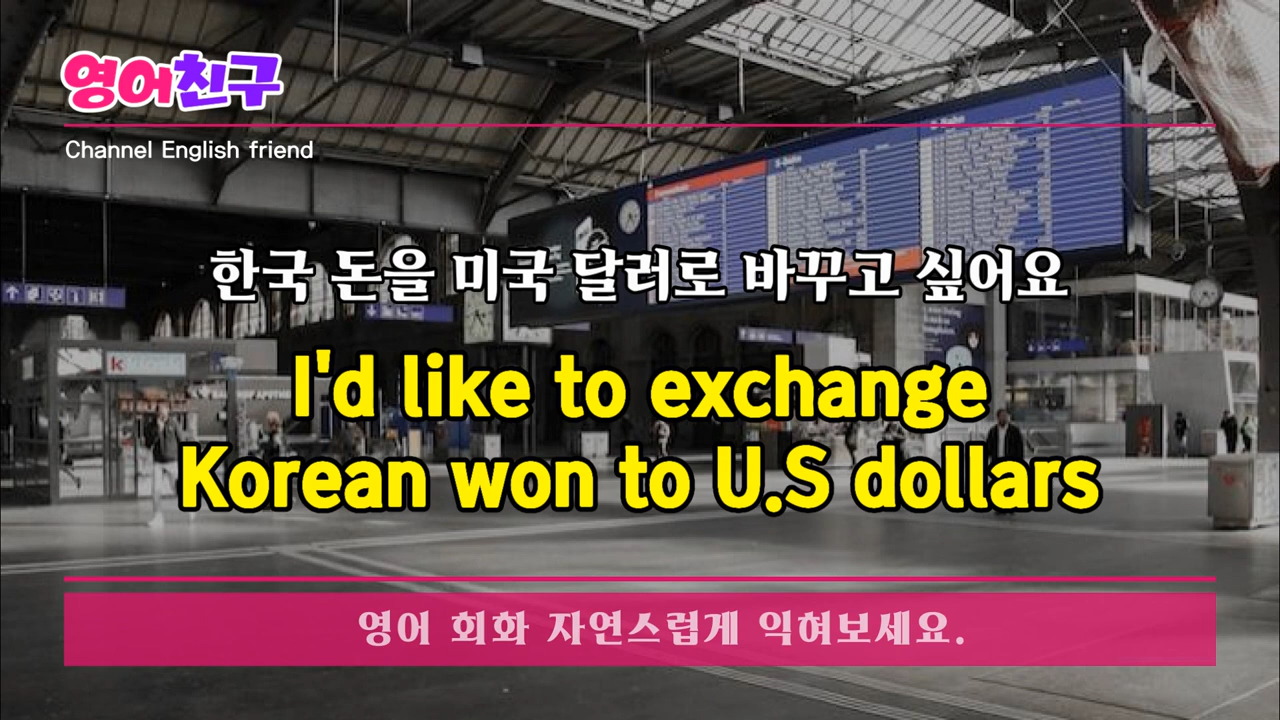 영어친구
Channel English friend
한국 돈을 미국 달러로 바꾸고 싶어요
I'd like to exchange
Korean won to U.S dollars
영어 회화 자연스럽게 익혀보세요.